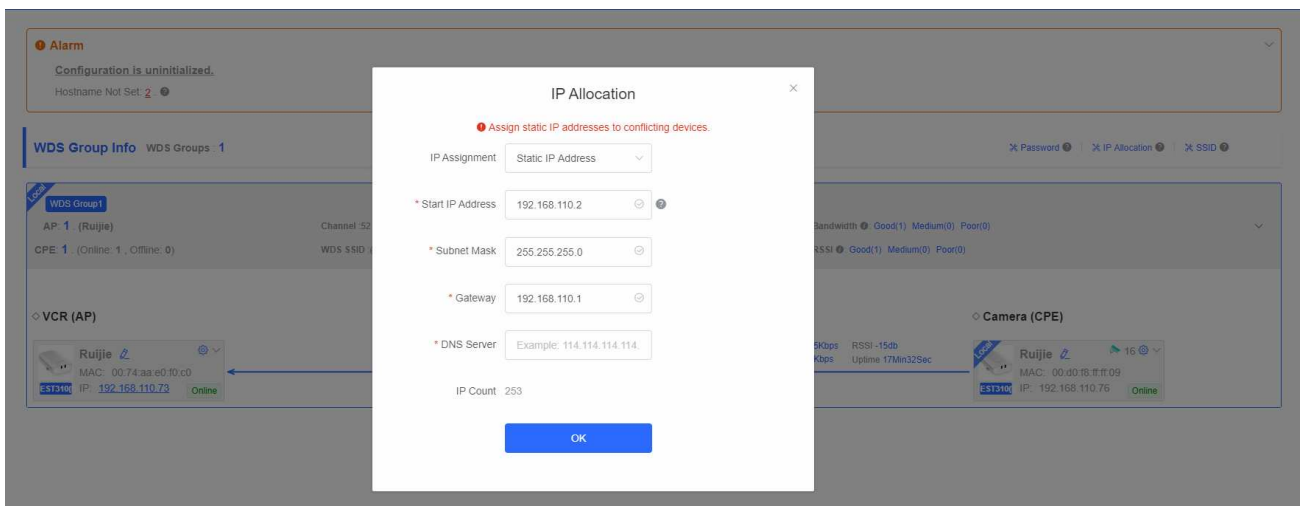 Alarm
Configuration is uninitialized.
Hostname Not Set: 2 .
IP Allocation
Assign static IP addresses to conflicting devices.
IP Assignment Static IP Address
* Start IP Address 192.168.110.2
* Subnet Mask 255.255.255.0
* Gateway 192.168.110.1
* DNS Server Example: 114.114.114.114.
IP Count 253
OK
WDS Group Info WDS Groups : 1
Password IP Allocation SSID
Local
WDS Group1
AP: 1 . (Ruijie) Channel :52
Bandwidth : Good(1) Medium(0) Poor(0)
CPE: 1 . (Online: 1 , Offline: 0) WDS SSID
RSSI : Good(1) Medium(0) Poor(0)
VCR (AP)
Camera (CPE)
Ruijie
MAC: 00:74:aa:e0:f0:c0
IP: 192.168.110.73 Online
RSSI -15db
Uptime 17Min32Sec
Local
Ruijie 16
MAC: 00:d0:f8:ff:ff:09
IP: 192.168.110.76 Online